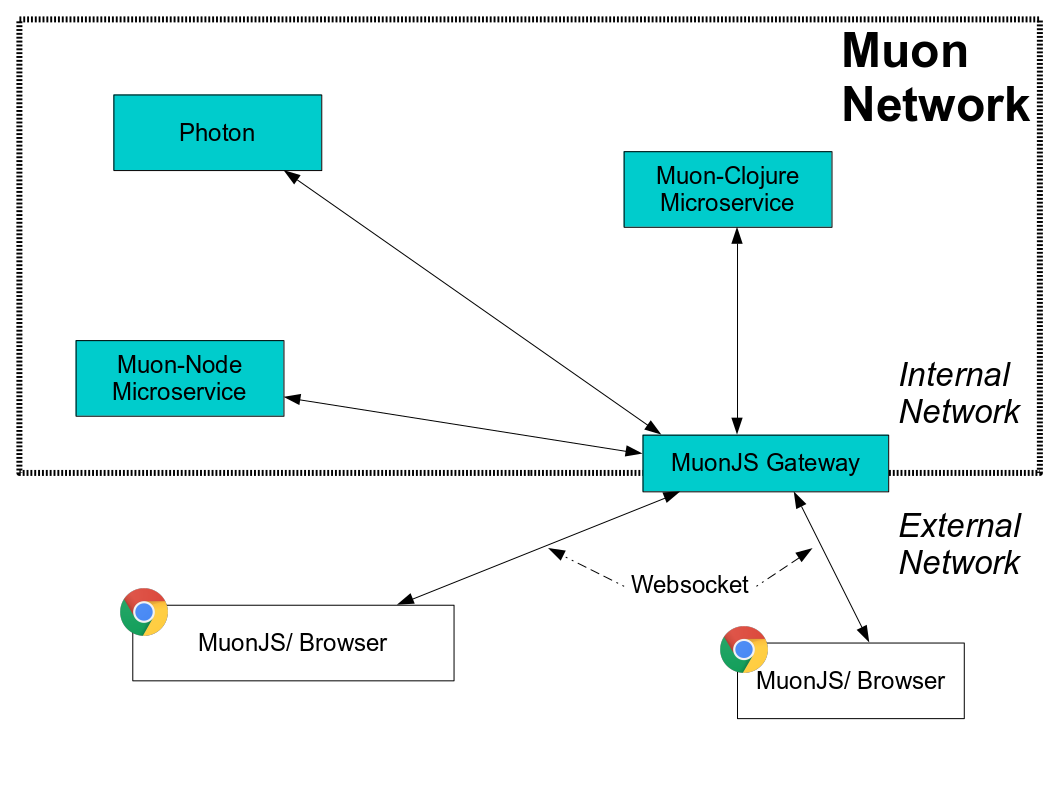 Muon
Network
Photon
Muon-Clojure
Microservice
Muon-Node
Microservice
Internal
Network
MuonJS Gateway
External
Network
Websocket
MuonJS/ Browser
MuonJS/ Browser